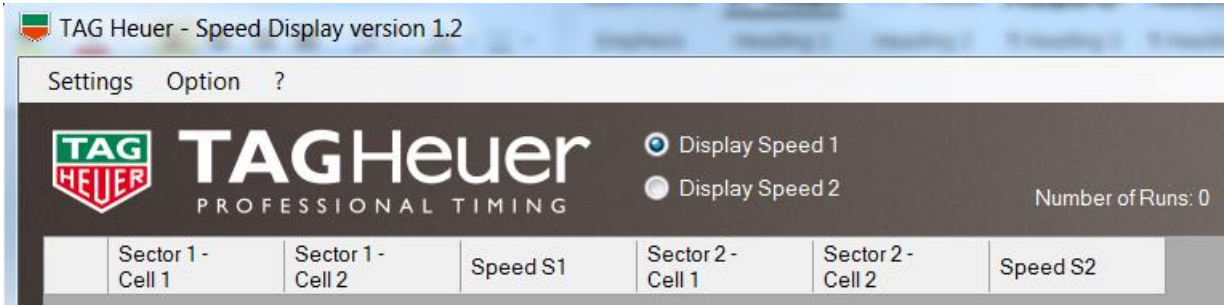 TAG Heuer - Speed Display version 1.2
Settings Option ?
TAG
HEUER
TAGHeuer
PROFESSIONAL TIMING
Display Speed 1
Display Speed 2
Number of Runs: 0
Sector 1 -
Cell 1
Sector 1 -
Cell 2
Speed S1
Sector 2 -
Cell 1
Sector 2 -
Cell 2
Speed S2